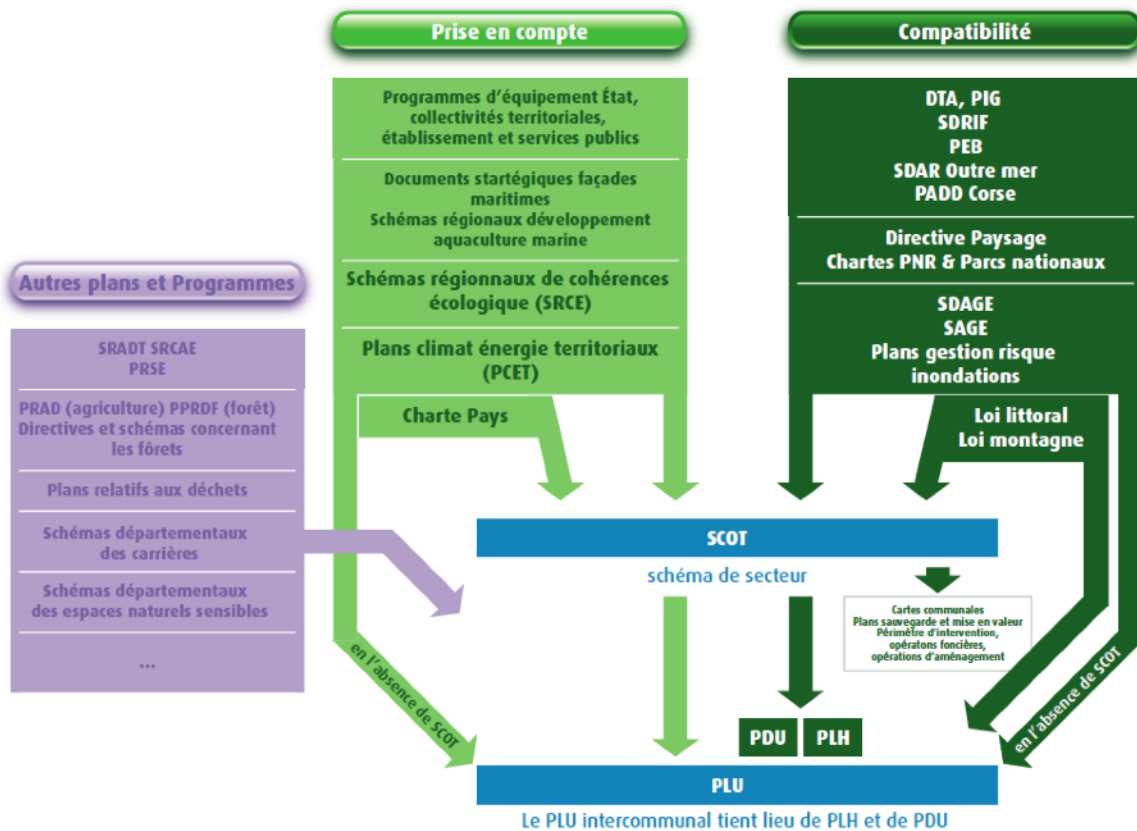 Prise en compte
Programmes d'équipement État,
collectivités territoriales,
établissement et services publics
Documents startégiques façades
maritimes
Schémas régionaux développement
aquaculture marine
Schémas régionnaux de cohérences
écologique (SRCE)
Plans climat énergie territoriaux
(PCET)
Charte Pays
Compatibilité
DTA, PIG
SDRIF
PEB
SDAR Outre mer
PADD Corse
Directive Paysage
Chartes PNR & Parcs nationaux
SDAGE
SAGE
Plans gestion risque
inondations
Loi littoral
Loi montagne
Autres plans et Programmes
SRADT SRCAE
PRSE
PRAD (agriculture) PPRDF (forêt)
Directives et schémas concernant
les fôrets
Plans relatifs aux déchets
Schémas départementaux
des carrières
Schémas départementaux
des espaces naturels sensibles
...
SCOT
schéma de secteur
Cartes communales
Plans sauvegarde et mise en valeur
Périmètre d'intervention,
opératons foncières,
opérations d'aménagement
en l'absence de SCOT
en l'absence de SCOT
PDU
PLH
PLU
Le PLU intercommunal tient lieu de PLH et de PDU